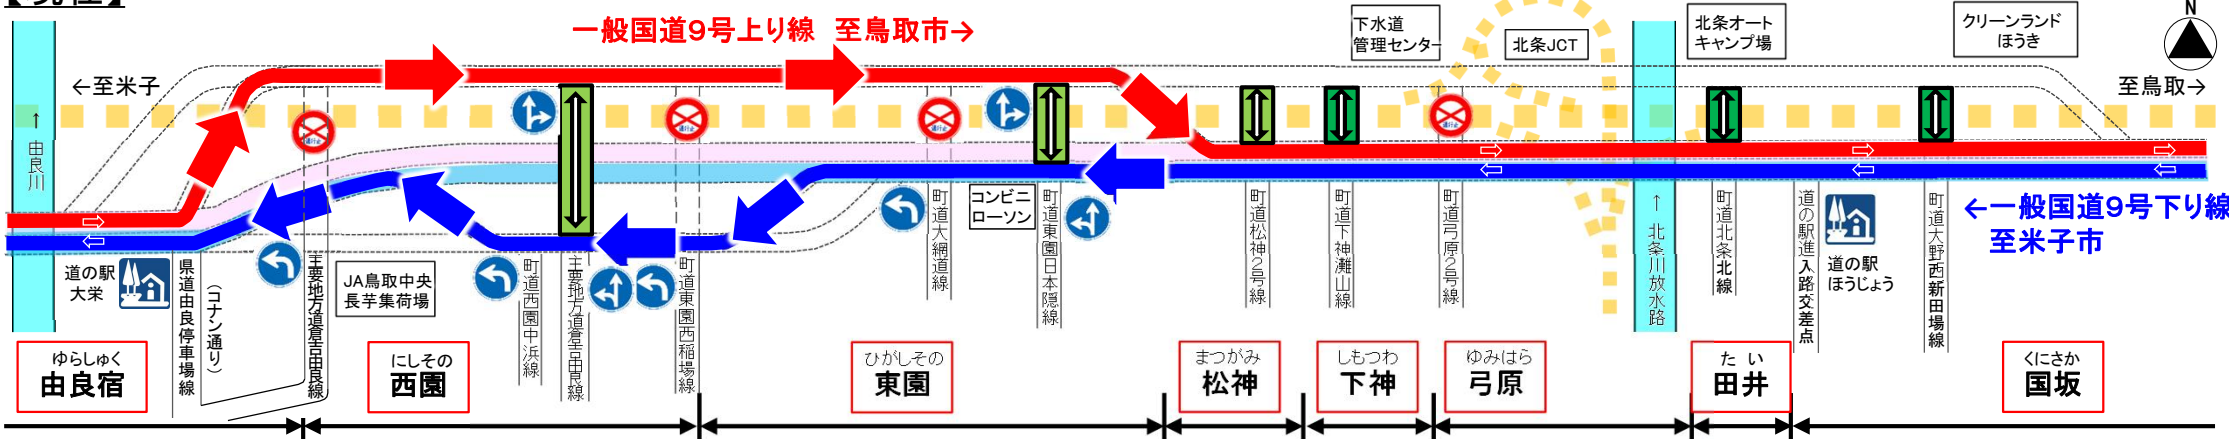 【現在】
一般国道9号上り線 至鳥取市→
下水道
管理センター
北条JCT
北条オート
キャンプ場
クリーンランド
ほうき
N
←至米子
至鳥取→
↑由良川
通行止
通行止
通行止
通行止
コンビニ
ローソン
←一般国道9号下り線
至米子市
道の駅
大栄
県道由良停車場線
(コナン通り)
主要地方道倉吉由良線
JA鳥取中央
長芋集荷場
町道西園中浜線
主要地方道倉吉由良線
町道東園西稲場線
町道大網道線
町道東園日本隠線
町道松神2号線
町道下神灘山線
町道弓原2号線
↑北条川放水路
町道北条北線
道の駅進入路交差点
道の駅
ほうじょう
町道大野西新田場線
ゆらしゅく
由良宿
にしその
西園
ひがしその
東園
まつがみ
松神
しもつわ
下神
ゆみはら
弓原
たい
田井
くにさか
国坂